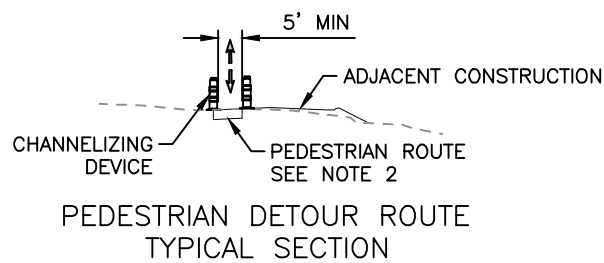 5' MIN
ADJACENT CONSTRUCTION
CHANNELIZING
DEVICE
PEDESTRIAN ROUTE
SEE NOTE 2
PEDESTRIAN DETOUR ROUTE
TYPICAL SECTION